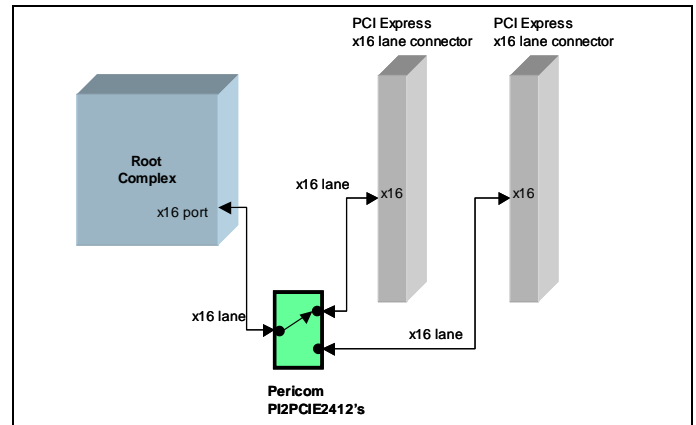 PCI Express
x16 lane connector
PCI Express
x16 lane connector
Root
Complex
x16 port
x16 lane
x16
x16
x16 lane
x16 lane
Pericom
PI2PCIE2412's